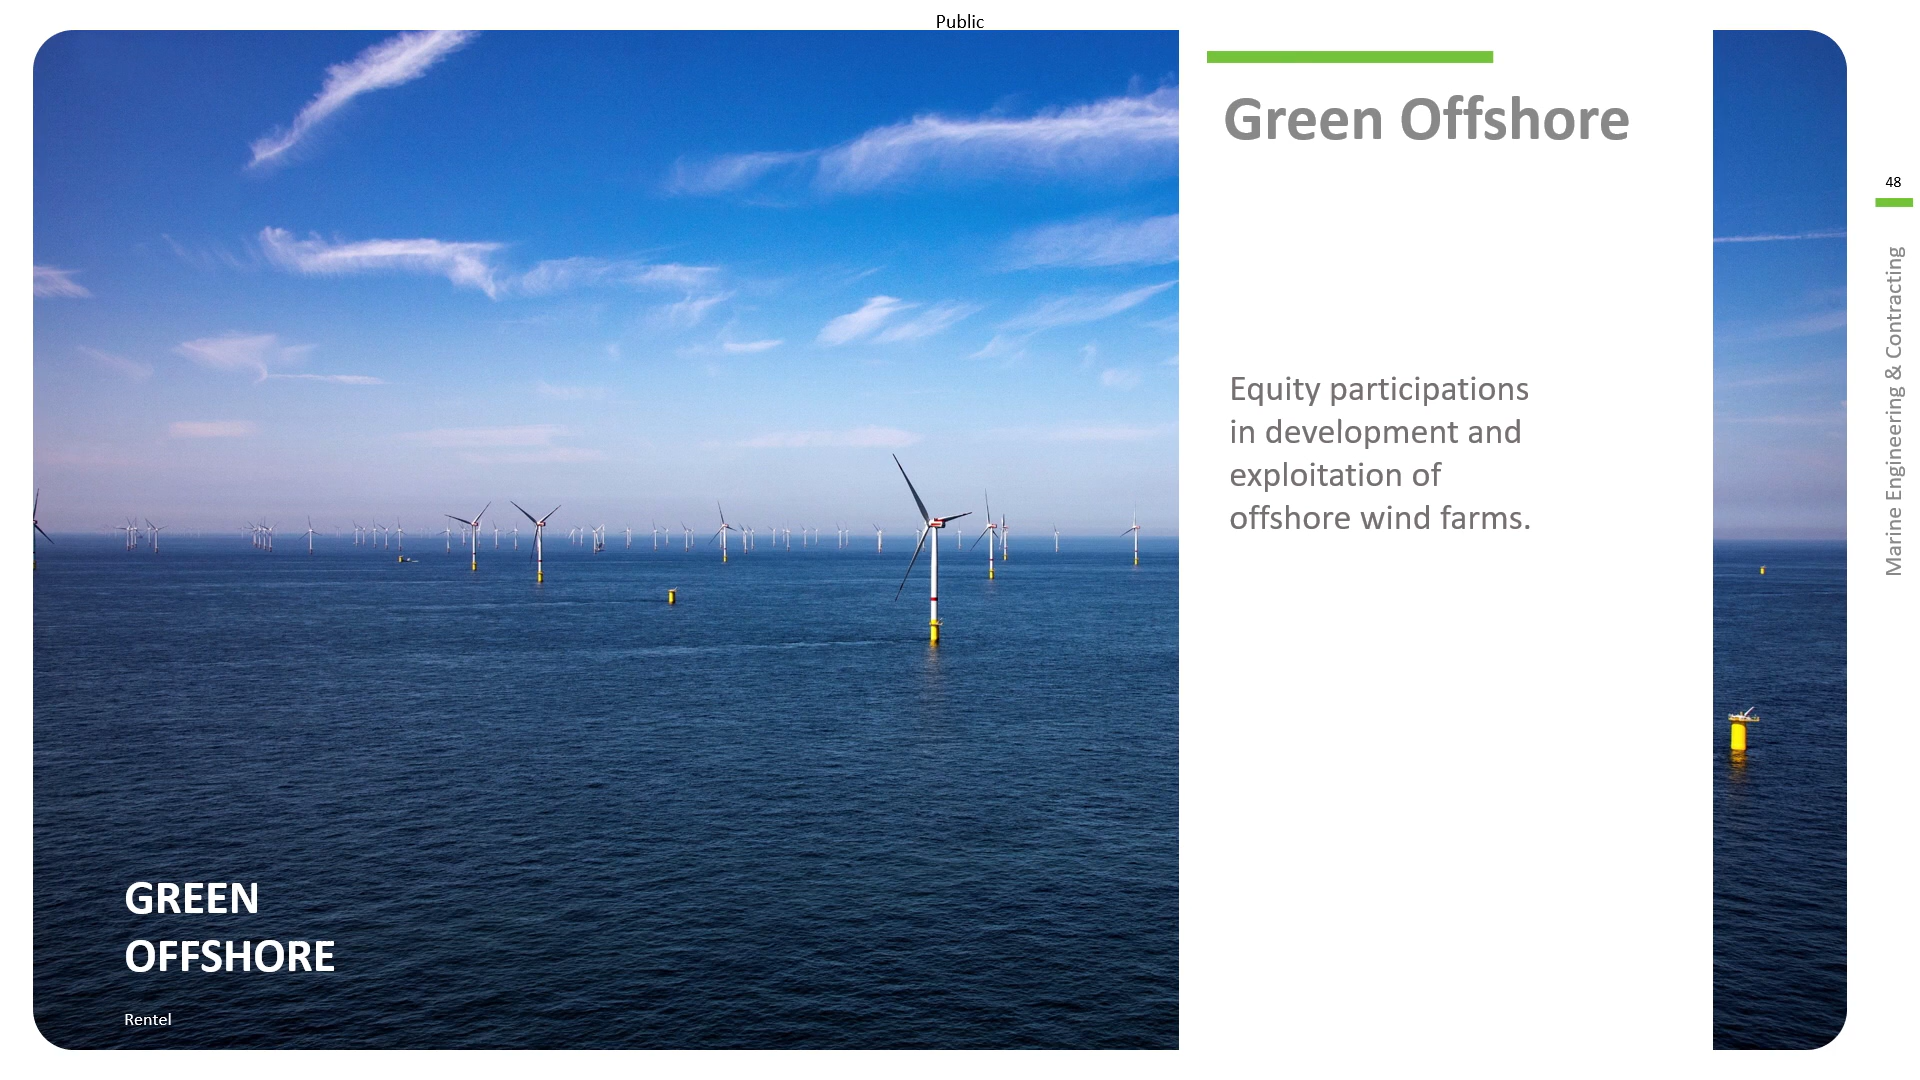 Public
Green Offshore
48
Marine Engineering & Contracting
Equity participations
in development and
exploitation of
offshore wind farms.
GREEN
OFFSHORE
Rentel